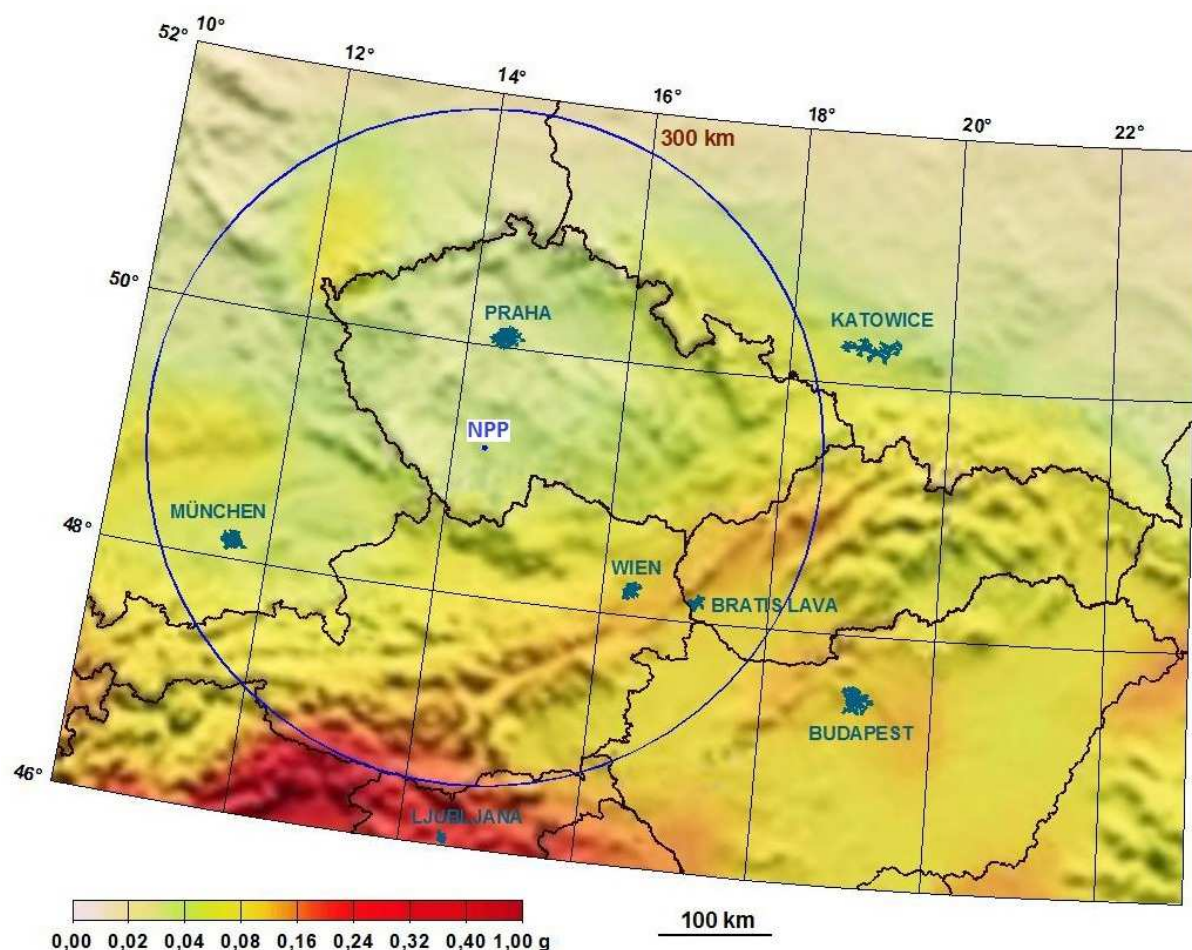 52° 10°
12°
14°
16°
18°
20°
22°
300 km
50°
PRAHA
KATOWICE
NPP
48°
MÜNCHEN
WIEN
BRATISLAVA
BUDAPEST
46°
LJUBLJANA
0,00 0,02 0,04 0,08 0,16 0,24 0,32 0,40 1,00 g
100 km